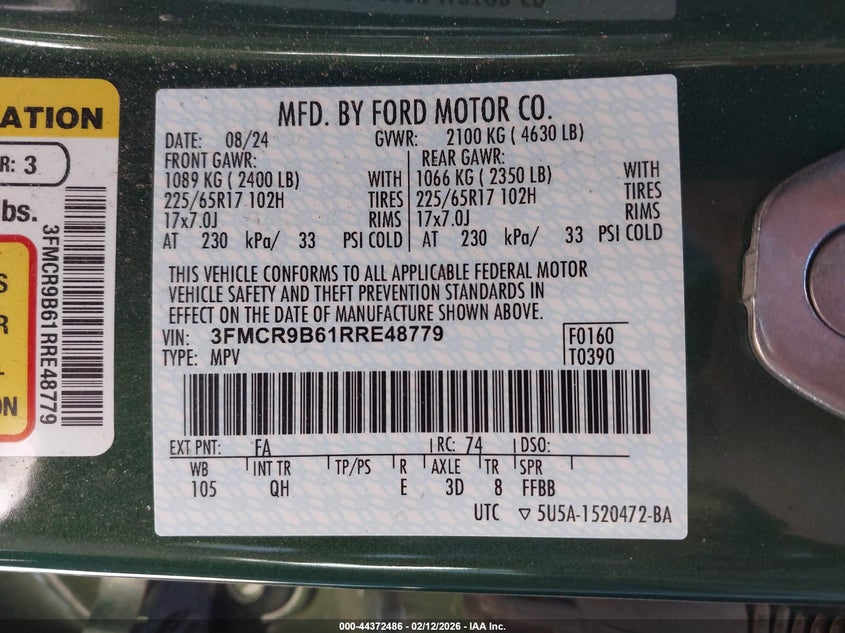 MFD. BY FORD MOTOR CO.
DATE: 08/24 GVWR: 2100 KG ( 4630 LB)
FRONT GAWR: REAR GAWR:
1089 KG ( 2400 LB) WITH 1066 KG ( 2350 LB) WITH
225/65R17 102H TIRES 225/65R17 102H TIRES
17x7.0J RIMS 17x7.0J RIMS
AT 230 kPa/ 33 PSI COLD AT 230 kPa/ 33 PSI COLD
THIS VEHICLE CONFORMS TO ALL APPLICABLE FEDERAL MOTOR
VEHICLE SAFETY AND THEFT PREVENTION STANDARDS IN
EFFECT ON THE DATE OF MANUFACTURE SHOWN ABOVE.
VIN: 3FMCR9B61RRE48779 F0160
TYPE: MPV T0390
EXT PNT: FA RC: 74 DSO:
WB INT TR TP/PS R AXLE TR SPR
105 QH E 3D 8 FFBB
UTC ▽ 5U5A-1520472-BA
ATION
R: 3
lbs.
3FMCR9B61RRE48779
S
R
L
ON
000-44372486 - 02/12/2026 - IAA Inc.